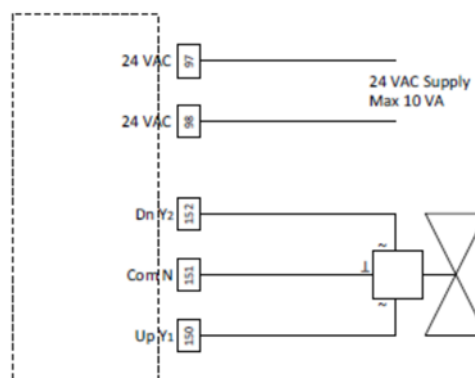 24 VAC 97
24 VAC Supply
Max 10 VA
24 VAC 98
Dn Y2 152
~
Com N 151
⊥
~
Up Y1 150